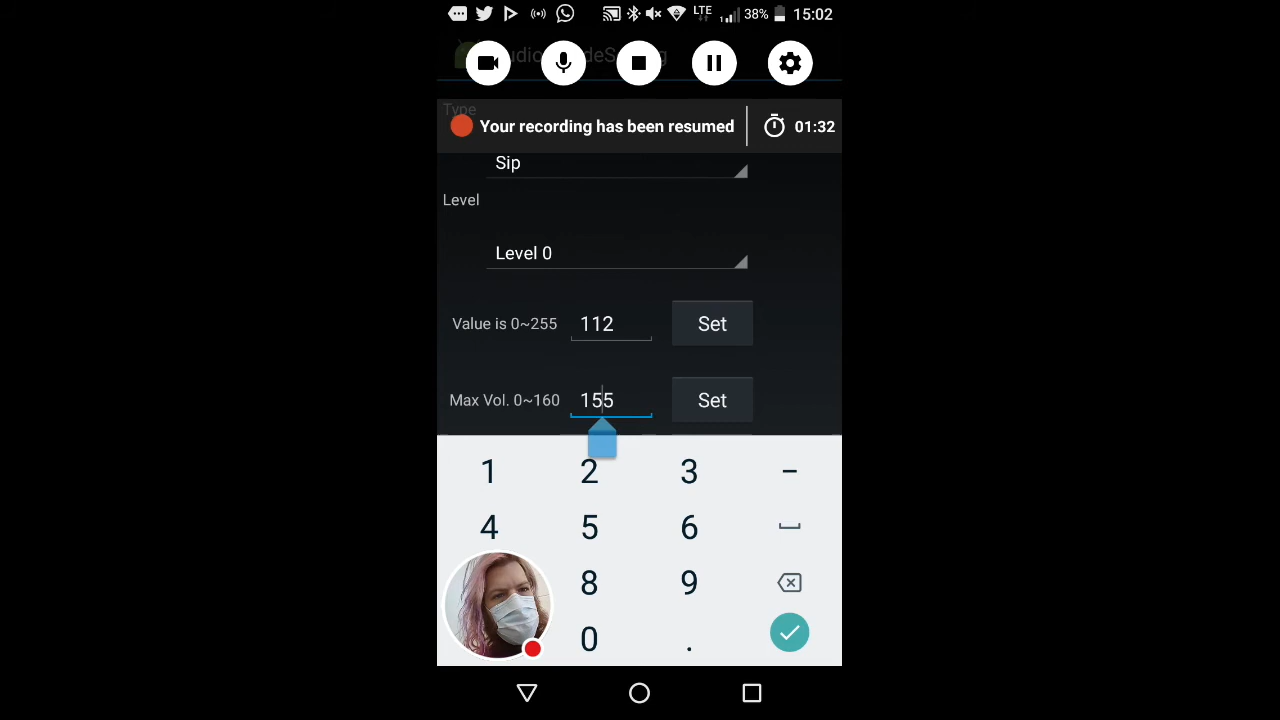 LTE 38% 15:02
Type
Your recording has been resumed 01:32
Sip
Level
Level 0
Value is 0~255 112 Set
Max Vol. 0~160 155 Set
1 2 3 –
4 5 6
8 9
0 .